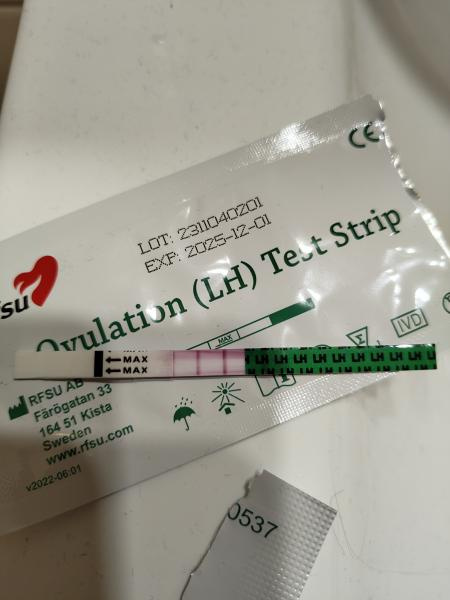 CE
LOT: 2311040201
EXP: 2025-12-01
fsu
Ovulation (LH) Test Strip
MAX
IVD
MAX
MAX
LH LH LH LH LH LH LH LH LH
RFSU AB
Färögatan 33
164 51 Kista
Sweden
www.rfsu.com
v2022-06:01
0537